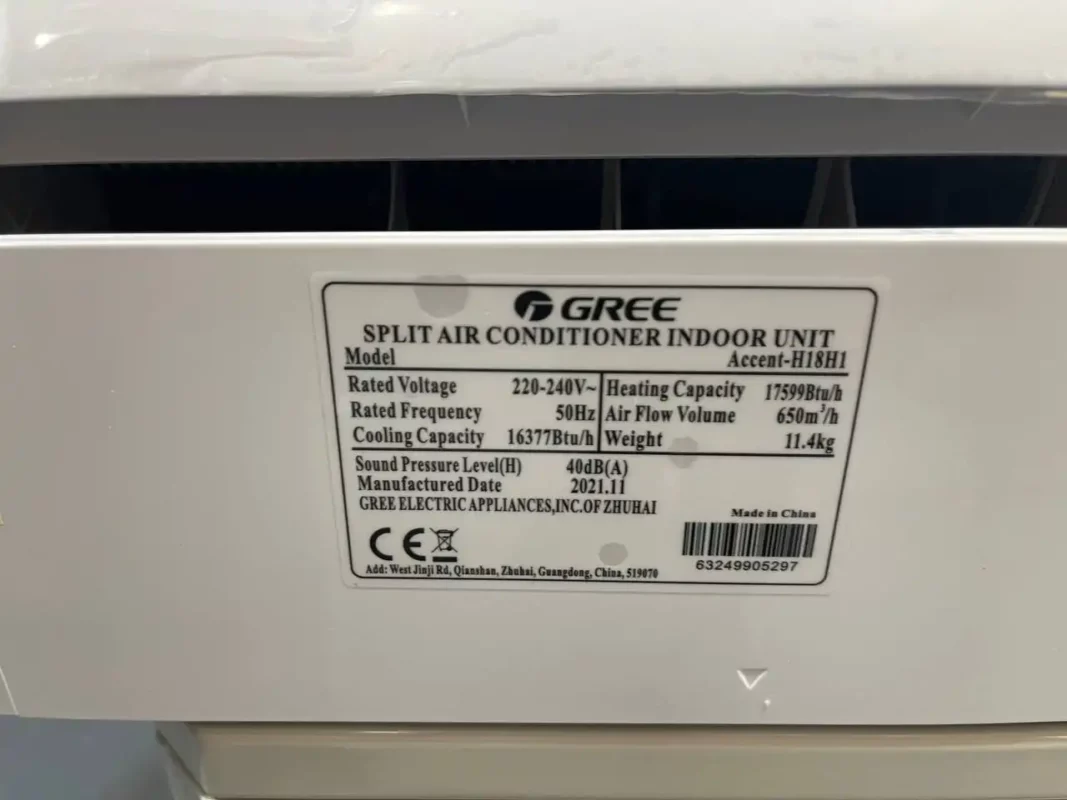 GREE
SPLIT AIR CONDITIONER INDOOR UNIT
Model Accent-H18H1
Rated Voltage 220-240V~ Heating Capacity 17599Btu/h
Rated Frequency 50Hz Air Flow Volume 650m³/h
Cooling Capacity 16377Btu/h Weight 11.4kg
Sound Pressure Level(H) 40dB(A)
Manufactured Date 2021.11
GREE ELECTRIC APPLIANCES,INC.OF ZHUHAI
Made in China
CE
63249905297
Add: West Jinji Rd, Qianshan, Zhuhai, Guangdong, China, 519070